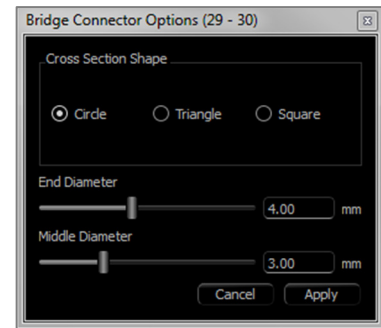 Bridge Connector Options (29 - 30)
Cross Section Shape
Circle Triangle Square
End Diameter
4.00 mm
Middle Diameter
3.00 mm
Cancel Apply